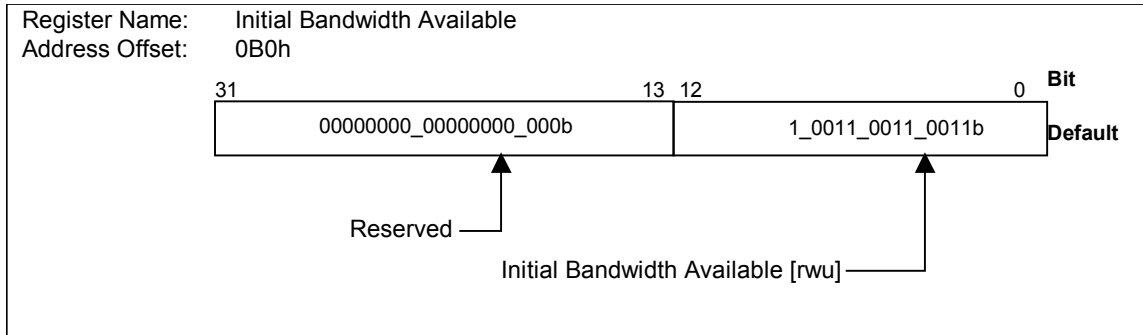 Register Name: Initial Bandwidth Available
Address Offset: 0B0h
31 13 12 0 Bit
00000000_00000000_000b 1_0011_0011_0011b Default
Reserved
Initial Bandwidth Available [rwu]